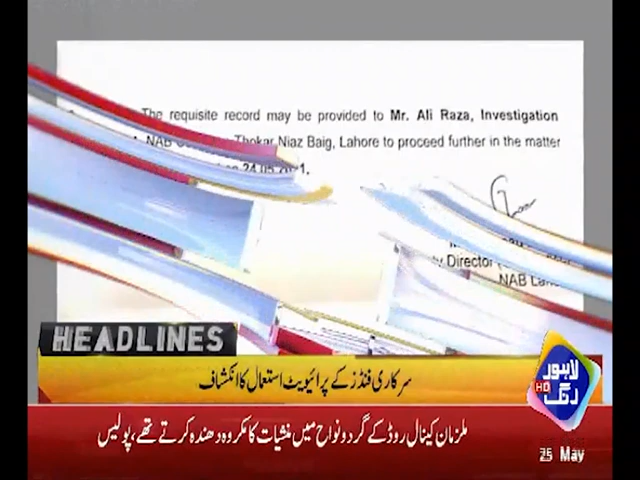 The requisite record may be provided to Mr. Ali Raza, Investigation
NAB Thokar Niaz Baig, Lahore to proceed further in the matter
24.05.
Director
NAB
HEADLINES
سرکاری فنڈز کے پرائیویٹ استعمال کا انکشاف
لاہور
رنگ
HD
ملزمان کینال روڈ کے گردونواح میں منشیات کا مکروہ دھندہ کرتے تھے، پولیس
25 May